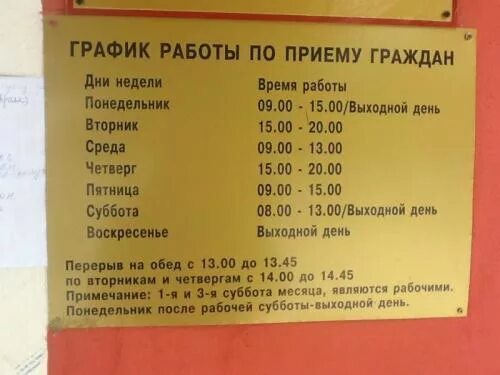 ГРАФИК РАБОТЫ ПО ПРИЕМУ ГРАЖДАН
Дни недели Время работы
Понедельник 09.00 - 15.00/Выходной день
Вторник 15.00 - 20.00
Среда 09.00 - 13.00
Четверг 15.00 - 20.00
Пятница 09.00 - 15.00
Суббота 08.00 - 13.00/Выходной день
Воскресенье Выходной день
Перерыв на обед с 13.00 до 13.45
по вторникам и четвергам с 14.00 до 14.45
Примечание: 1-я и 3-я суббота месяца, являются рабочими.
Понедельник после рабочей субботы-выходной день.